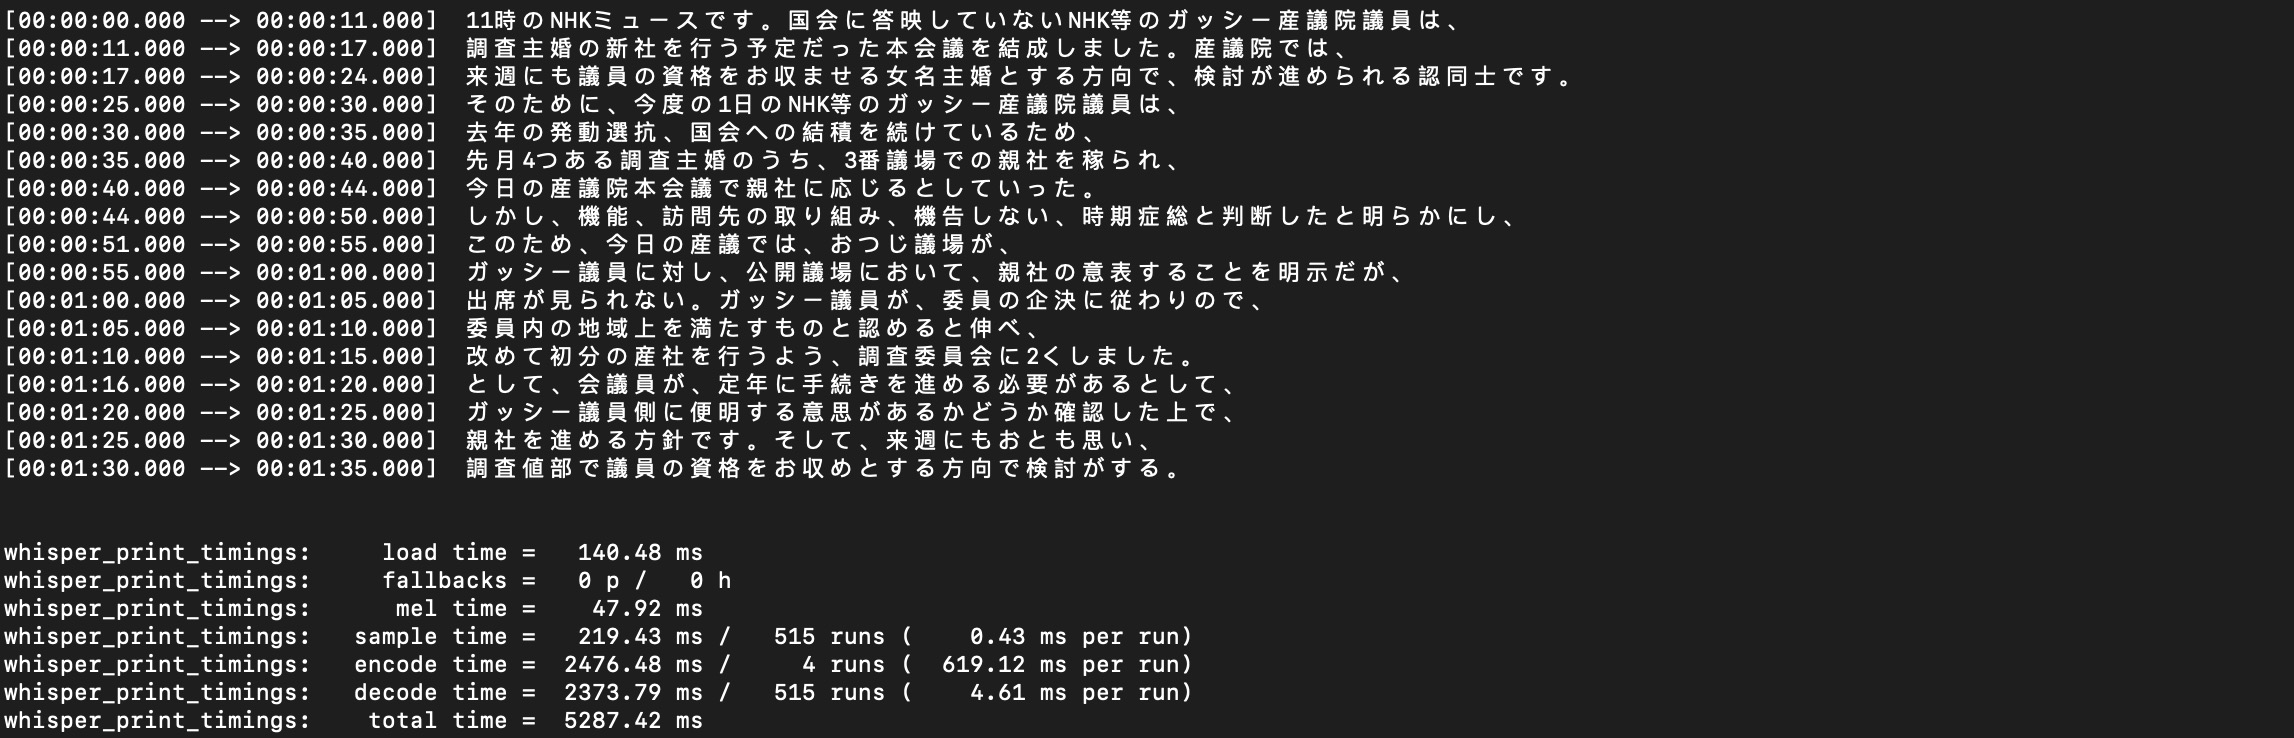 [00:00:00.000 --> 00:00:11.000]  11時のNHKミュースです。国会に答映していないNHK等のガッシー産議院議員は、
[00:00:11.000 --> 00:00:17.000]  調査主婚の新社を行う予定だった本会議を結成しました。産議院では、
[00:00:17.000 --> 00:00:24.000]  来週にも議員の資格をお収ませる女名主婚とする方向で、検討が進められる認同士です。
[00:00:25.000 --> 00:00:30.000]  そのために、今度の1日のNHK等のガッシー産議院議員は、
[00:00:30.000 --> 00:00:35.000]  去年の発動選抗、国会への結積を続けているため、
[00:00:35.000 --> 00:00:40.000]  先月4つある調査主婚のうち、3番議場での親社を稼られ、
[00:00:40.000 --> 00:00:44.000]  今日の産議院本会議で親社に応じるとしていった。
[00:00:44.000 --> 00:00:50.000]  しかし、機能、訪問先の取り組み、機告しない、時期症総と判断したと明らかにし、
[00:00:51.000 --> 00:00:55.000]  このため、今日の産議では、おつじ議場が、
[00:00:55.000 --> 00:01:00.000]  ガッシー議員に対し、公開議場において、親社の意表することを明示だが、
[00:01:00.000 --> 00:01:05.000]  出席が見られない。ガッシー議員が、委員の企決に従わりので、
[00:01:05.000 --> 00:01:10.000]  委員内の地域上を満たすものと認めると伸べ、
[00:01:10.000 --> 00:01:15.000]  改めて初分の産社を行うよう、調査委員会に2くしました。
[00:01:16.000 --> 00:01:20.000]  として、会議員が、定年に手続きを進める必要があるとして、
[00:01:20.000 --> 00:01:25.000]  ガッシー議員側に便明する意思があるかどうか確認した上で、
[00:01:25.000 --> 00:01:30.000]  親社を進める方針です。そして、来週にもおとも思い、
[00:01:30.000 --> 00:01:35.000]  調査値部で議員の資格をお収めとする方向で検討がする。
whisper_print_timings:     load time =   140.48 ms
whisper_print_timings:     fallbacks =   0 p /   0 h
whisper_print_timings:      mel time =    47.92 ms
whisper_print_timings:   sample time =   219.43 ms /   515 runs (    0.43 ms per run)
whisper_print_timings:   encode time =  2476.48 ms /     4 runs (  619.12 ms per run)
whisper_print_timings:   decode time =  2373.79 ms /   515 runs (    4.61 ms per run)
whisper_print_timings:    total time =  5287.42 ms